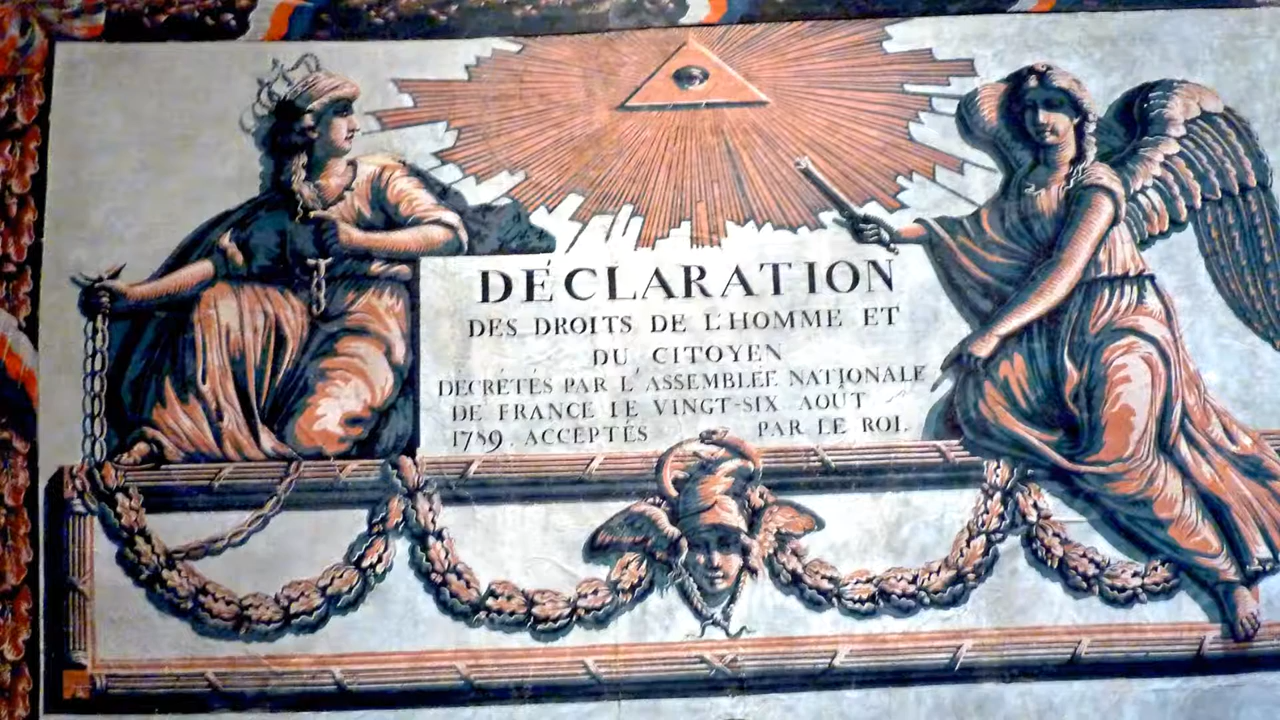 DÉCLARATION
DES DROITS DE L'HOMME ET
DU CITOYEN
DÉCRÉTÉS PAR L'ASSEMBLÉE NATIONALE
DE FRANCE LE VINGT-SIX AOUT
1789. ACCEPTÉS PAR LE ROI.